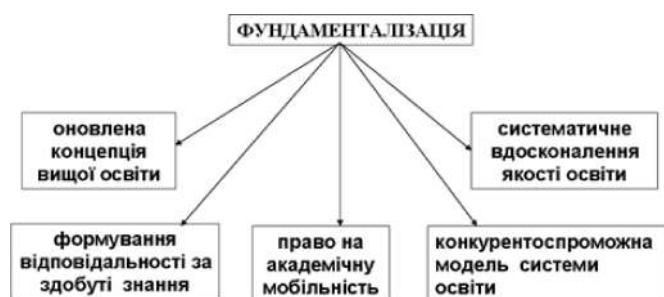 ФУНДАМЕНТАЛІЗАЦІЯ
оновлена
концепція
вищої освіти
систематичне
вдосконалення
якості освіти
формування
відповідальності за
здобуті знання
право на
академічну
мобільність
конкурентоспроможна
модель системи
освіти